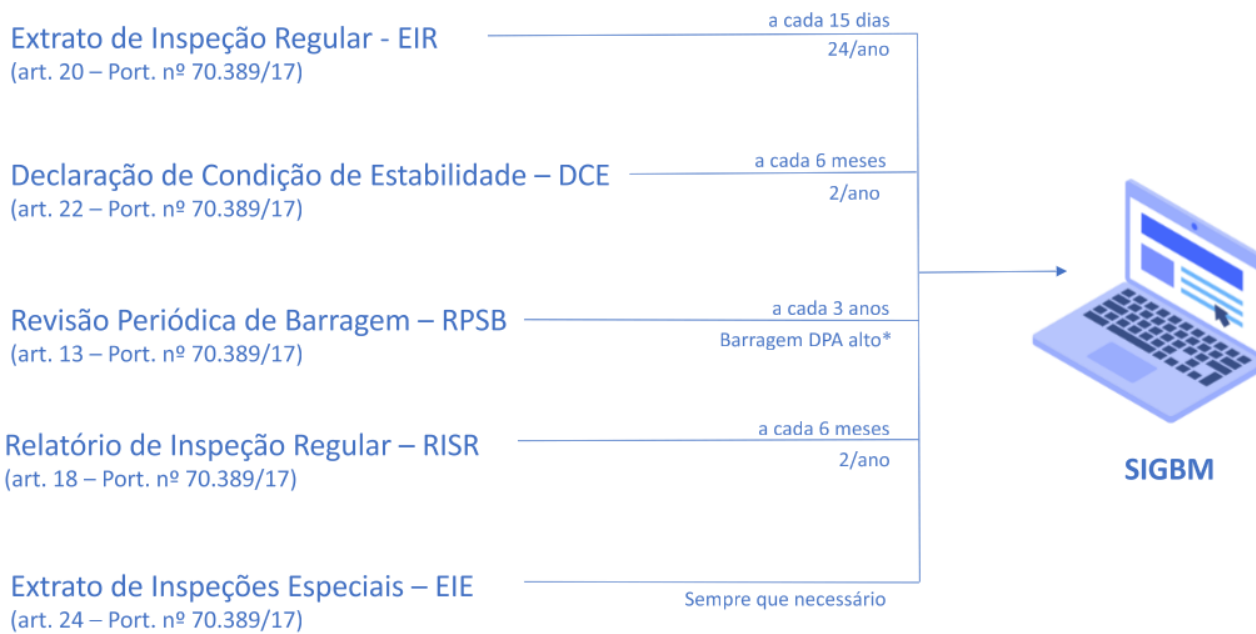 Extrato de Inspeção Regular - EIR
(art. 20 – Port. nº 70.389/17)
a cada 15 dias
24/ano
Declaração de Condição de Estabilidade – DCE
(art. 22 – Port. nº 70.389/17)
a cada 6 meses
2/ano
Revisão Periódica de Barragem – RPSB
(art. 13 – Port. nº 70.389/17)
a cada 3 anos
Barragem DPA alto*
Relatório de Inspeção Regular – RISR
(art. 18 – Port. nº 70.389/17)
a cada 6 meses
2/ano
Extrato de Inspeções Especiais – EIE
(art. 24 – Port. nº 70.389/17)
Sempre que necessário
SIGBM